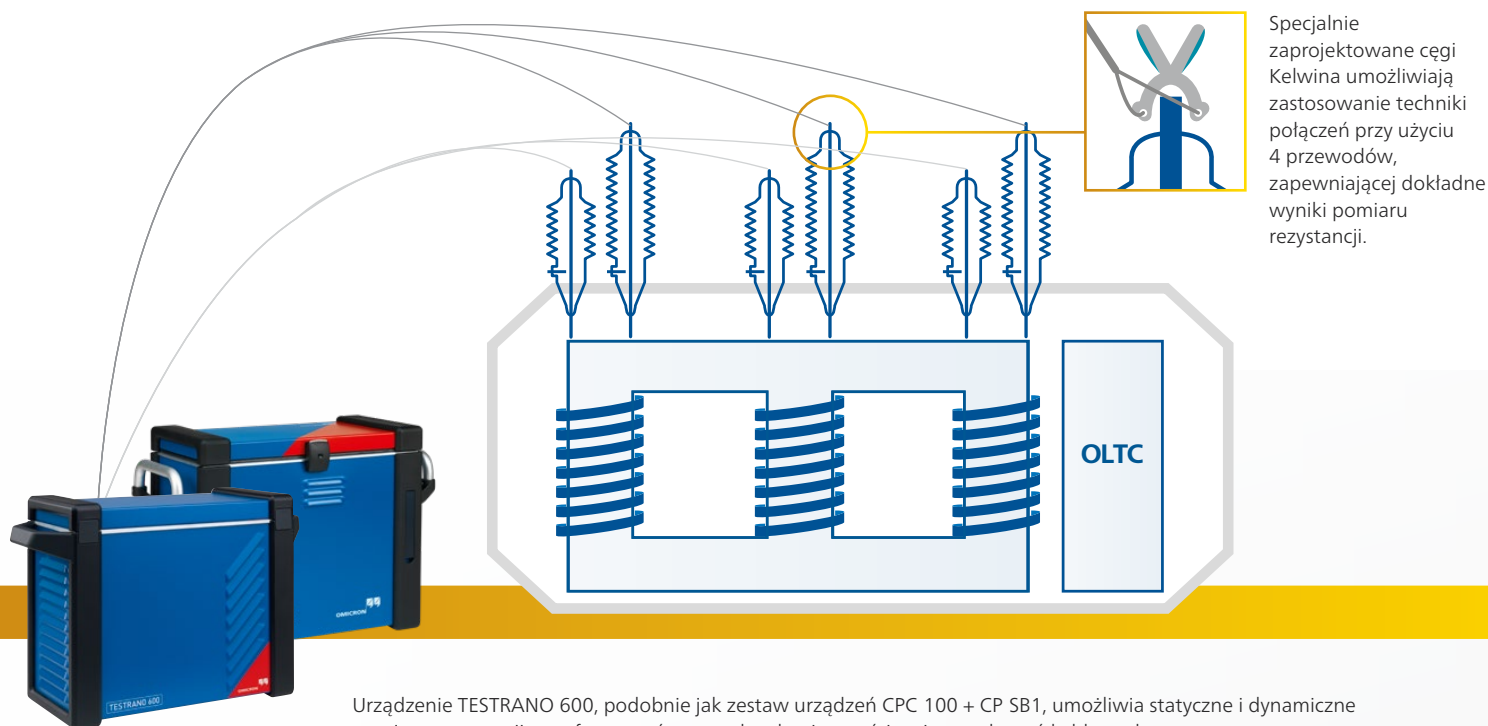 Specjalnie
zaprojektowane cęgi
Kelwina umożliwiają
zastosowanie techniki
połączeń przy użyciu
4 przewodów,
zapewniającej dokładne
wyniki pomiaru
rezystancji.
OLTC
OMICRON
OMICRON
TESTRANO 600
Urządzenie TESTRANO 600, podobnie jak zestaw urządzeń CPC 100 + CP SB1, umożliwia statyczne i dynamiczne